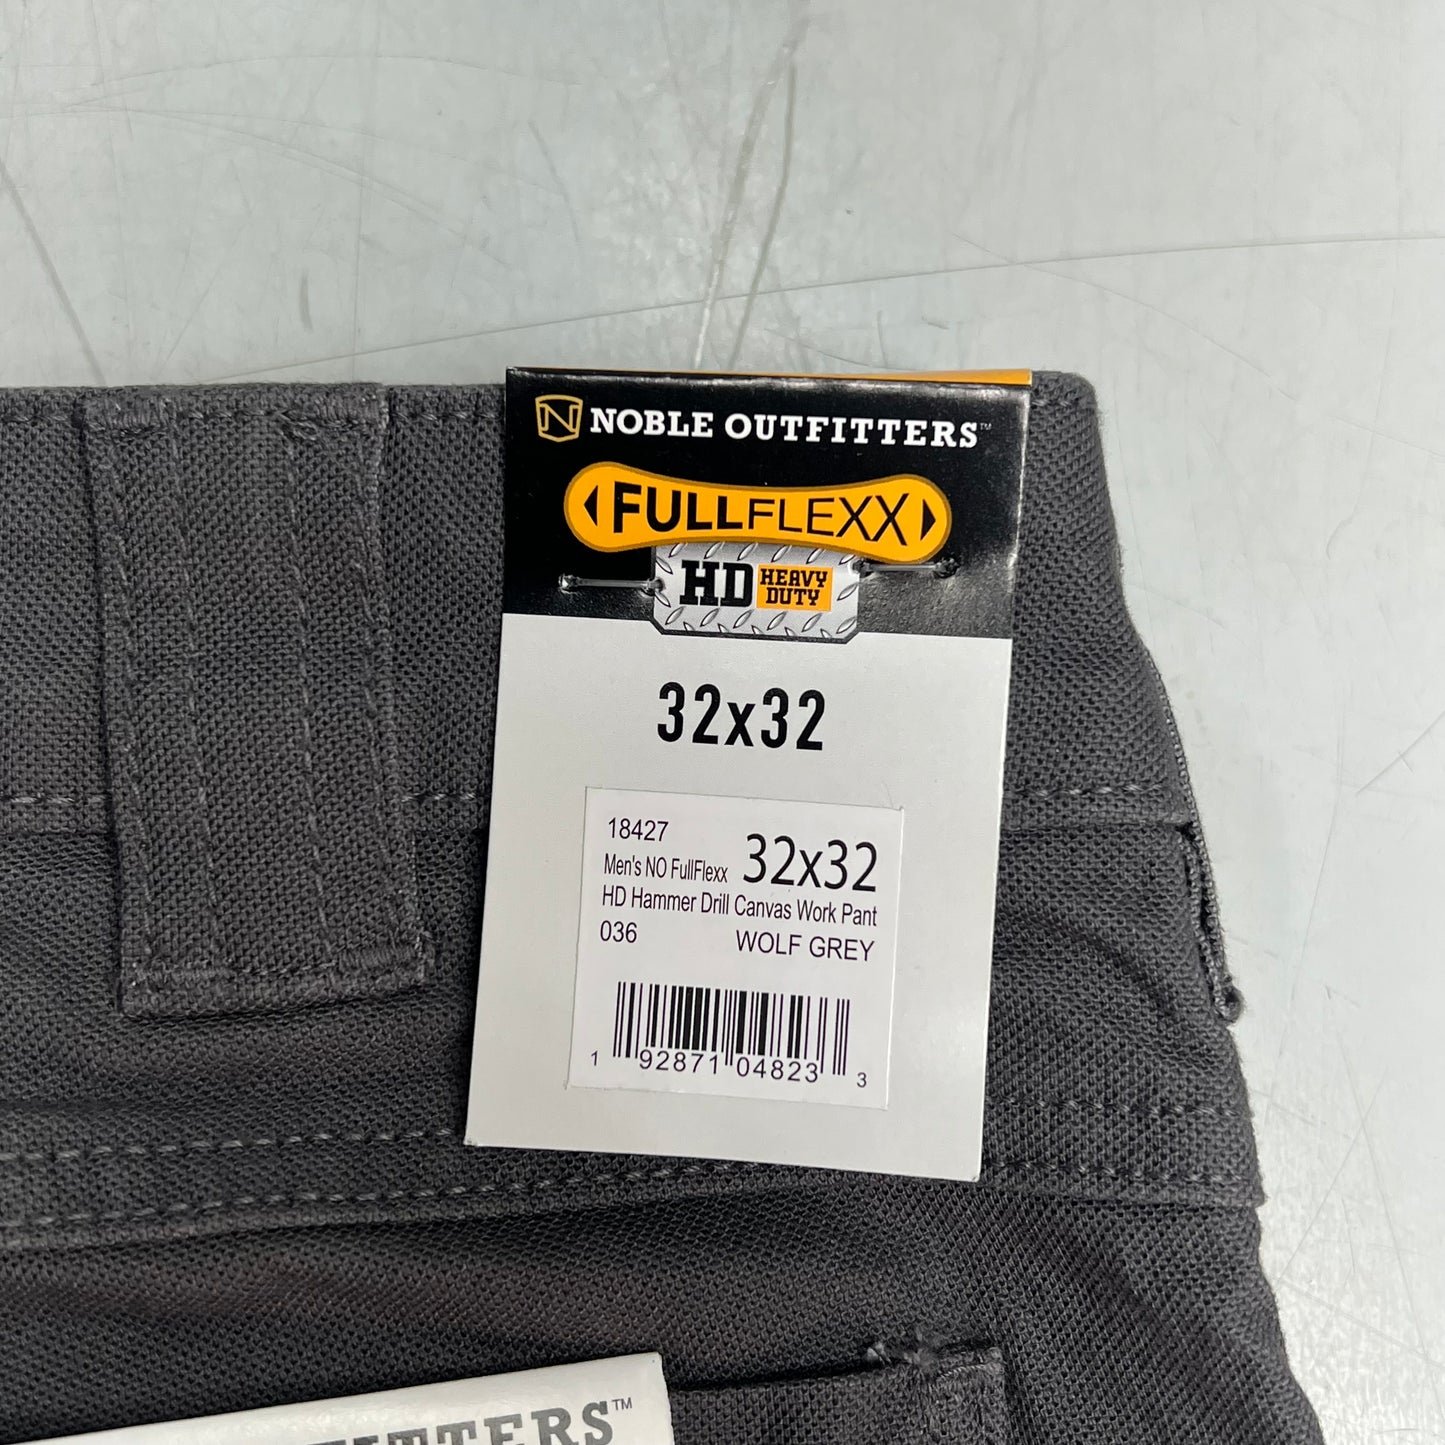 N NOBLE OUTFITTERS™
FULLFLEXX
HD HEAVY DUTY
32x32
18427
Men's NO FullFlexx 32x32
HD Hammer Drill Canvas Work Pant
036 WOLF GREY
1 92871 04823 3